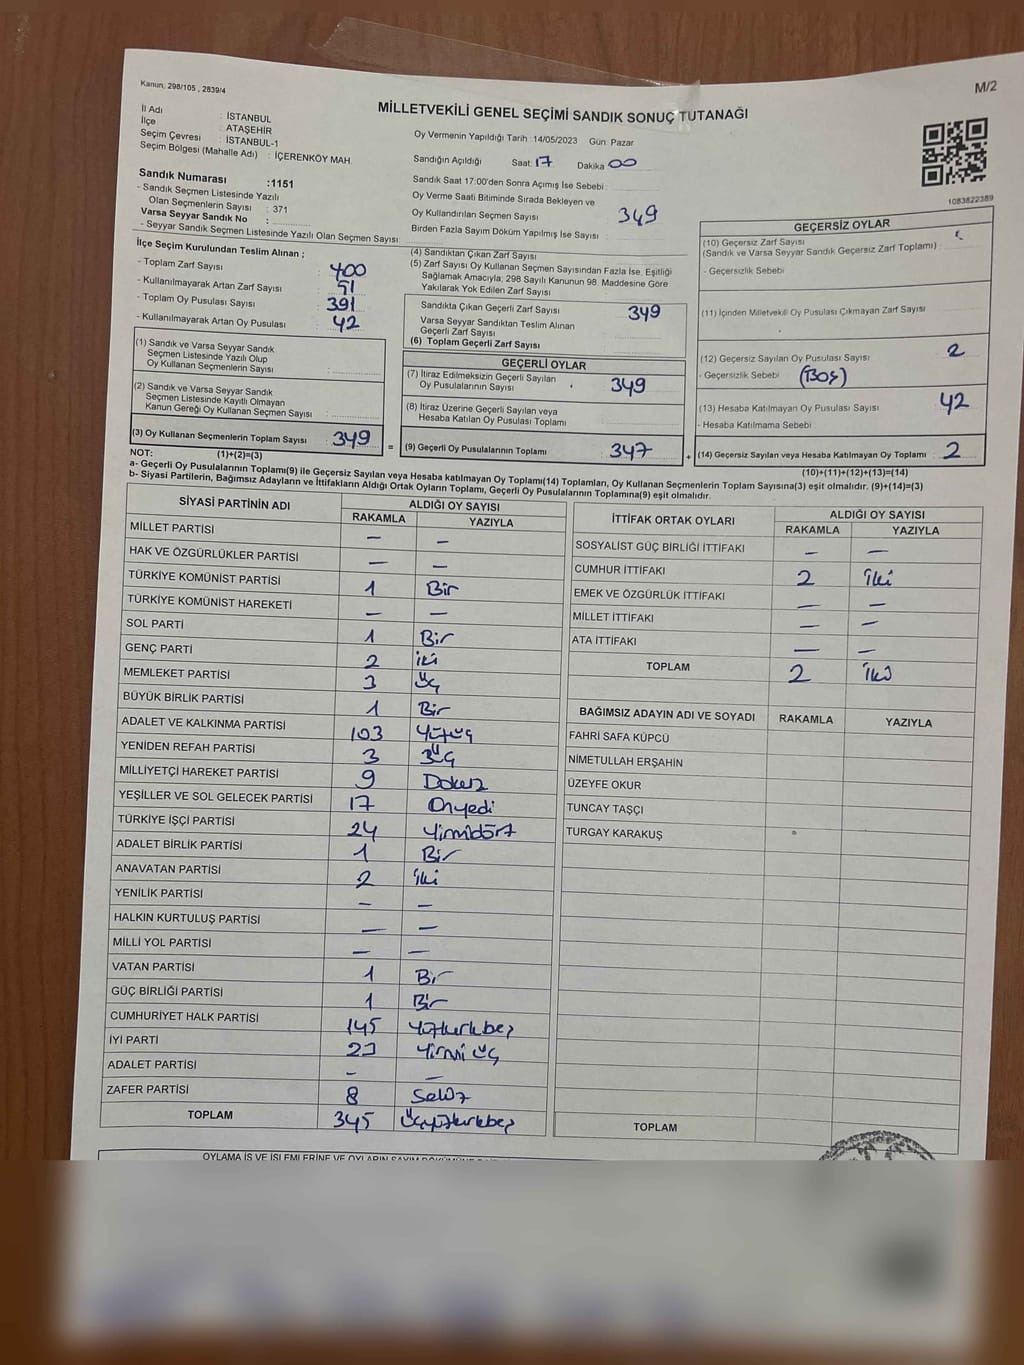 Kanun; 298/105 , 2839/4
M/2
MİLLETVEKİLİ GENEL SEÇİMİ SANDIK SONUÇ TUTANAĞI
İl Adı : İSTANBUL
İlçe : ATAŞEHİR
Seçim Çevresi : İSTANBUL-1
Seçim Bölgesi (Mahalle Adı) : İÇERENKÖY MAH.
Sandık Numarası :1151
- Sandık Seçmen Listesinde Yazılı
Olan Seçmenlerin Sayısı : 371
Varsa Seyyar Sandık No :
- Seyyar Sandık Seçmen Listesinde Yazılı Olan Seçmen Sayısı:
Oy Vermenin Yapıldığı Tarih : 14/05/2023 Gün: Pazar
Sandığın Açıldığı Saat: 17 Dakika 00
Sandık Saat 17:00'den Sonra Açımış İse Sebebi :
Oy Verme Saati Bitiminde Sırada Bekleyen ve
Oy Kullandırılan Seçmen Sayısı : 349
Birden Fazla Sayım Döküm Yapılmış İse Sayısı :
1083822389
İlçe Seçim Kurulundan Teslim Alınan ;
- Toplam Zarf Sayısı : 400
- Kullanılmayarak Artan Zarf Sayısı : 51
- Toplam Oy Pusulası Sayısı : 391
- Kullanılmayarak Artan Oy Pusulası : 42
(1) Sandık ve Varsa Seyyar Sandık
Seçmen Listesinde Yazılı Olup
Oy Kullanan Seçmenlerin Sayısı :
(2) Sandık ve Varsa Seyyar Sandık
Seçmen Listesinde Kayıtlı Olmayan
Kanun Gereği Oy Kullanan Seçmen Sayısı :
(3) Oy Kullanan Seçmenlerin Toplam Sayısı : 349 =
(4) Sandıktan Çıkan Zarf Sayısı
(5) Zarf Sayısı Oy Kullanan Seçmen Sayısından Fazla İse, Eşitliği
Sağlamak Amacıyla; 298 Sayılı Kanunun 98. Maddesine Göre
Yakılarak Yok Edilen Zarf Sayısı
Sandıkta Çıkan Geçerli Zarf Sayısı : 349
Varsa Seyyar Sandıktan Teslim Alınan
Geçerli Zarf Sayısı
(6) Toplam Geçerli Zarf Sayısı
GEÇERLİ OYLAR
(7) İtiraz Edilmeksizin Geçerli Sayılan
Oy Pusulalarının Sayısı : 349
(8) İtiraz Üzerine Geçerli Sayılan veya
Hesaba Katılan Oy Pusulası Toplamı
(9) Geçerli Oy Pusulalarının Toplamı : 347 +
GEÇERSİZ OYLAR
(10) Geçersiz Zarf Sayısı
(Sandık ve Varsa Seyyar Sandık Geçersiz Zarf Toplamı) :
- Geçersizlik Sebebi
(11) İçinden Milletvekili Oy Pusulası Çıkmayan Zarf Sayısı
(12) Geçersiz Sayılan Oy Pusulası Sayısı : 2
- Geçersizlik Sebebi (Boş)
(13) Hesaba Katılmayan Oy Pusulası Sayısı : 42
- Hesaba Katılmama Sebebi :
(14) Geçersiz Sayılan veya Hesaba Katılmayan Oy Toplamı : 2
NOT: (1)+(2)=(3)
(10)+(11)+(12)+(13)=(14)
a- Geçerli Oy Pusulalarının Toplamı(9) ile Geçersiz Sayılan veya Hesaba katılmayan Oy Toplamı(14) Toplamları, Oy Kullanan Seçmenlerin Toplam Sayısına(3) eşit olmalıdır. (9)+(14)=(3)
b- Siyasi Partilerin, Bağımsız Adayların ve İttifakların Aldığı Ortak Oyların Toplamı, Geçerli Oy Pusulalarının Toplamına(9) eşit olmalıdır.
SİYASİ PARTİNİN ADI
ALDIĞI OY SAYISI
RAKAMLA YAZIYLA
MİLLET PARTİSİ — —
HAK VE ÖZGÜRLÜKLER PARTİSİ — —
TÜRKİYE KOMÜNİST PARTİSİ 1 Bir
TÜRKİYE KOMÜNİST HAREKETİ — —
SOL PARTİ 1 Bir
GENÇ PARTİ 2 iki
MEMLEKET PARTİSİ 3 Üç
BÜYÜK BİRLİK PARTİSİ 1 Bir
ADALET VE KALKINMA PARTİSİ 103 Yüzüç
YENİDEN REFAH PARTİSİ 3 Üç
MİLLİYETÇİ HAREKET PARTİSİ 9 Dokuz
YEŞİLLER VE SOL GELECEK PARTİSİ 17 Onyedi
TÜRKİYE İŞÇİ PARTİSİ 24 Yirmidört
ADALET BİRLİK PARTİSİ 1 Bir
ANAVATAN PARTİSİ 2 iki
YENİLİK PARTİSİ — —
HALKIN KURTULUŞ PARTİSİ — —
MİLLİ YOL PARTİSİ — —
VATAN PARTİSİ 1 Bir
GÜÇ BİRLİĞİ PARTİSİ 1 Bir
CUMHURİYET HALK PARTİSİ 145 Yüzkırkbeş
İYİ PARTİ 23 Yirmi üç
ADALET PARTİSİ — —
ZAFER PARTİSİ 8 Sekiz
TOPLAM 345 Üçyüzkırkbeş
İTTİFAK ORTAK OYLARI
ALDIĞI OY SAYISI
RAKAMLA YAZIYLA
SOSYALİST GÜÇ BİRLİĞİ İTTİFAKI — —
CUMHUR İTTİFAKI 2 İki
EMEK VE ÖZGÜRLÜK İTTİFAKI — —
MİLLET İTTİFAKI — —
ATA İTTİFAKI — —
TOPLAM 2 İki
BAĞIMSIZ ADAYIN ADI VE SOYADI RAKAMLA YAZIYLA
FAHRİ SAFA KÜPCÜ
NİMETULLAH ERŞAHİN
ÜZEYFE OKUR
TUNCAY TAŞÇI
TURGAY KARAKUŞ
TOPLAM